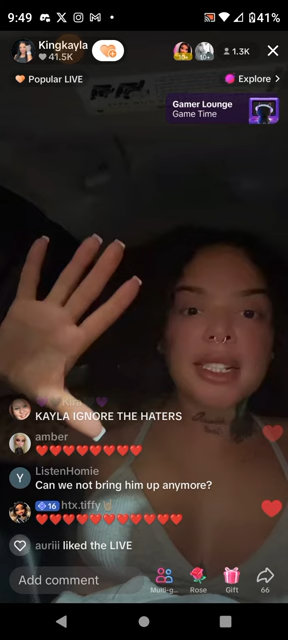 9:49
41%
Kingkayla
41.5K
10+
1.3K
Popular LIVE
Explore >
Gamer Lounge
Game Time
Kira
KAYLA IGNORE THE HATERS
amber
❤️❤️❤️❤️❤️❤️❤️❤️❤️
Y
ListenHomie
Can we not bring him up anymore?
16 htx.tiffy
❤️❤️❤️❤️❤️❤️❤️❤️❤️❤️❤️❤️
auriii liked the LIVE
Add comment
Multi-g...
Rose
Gift
66